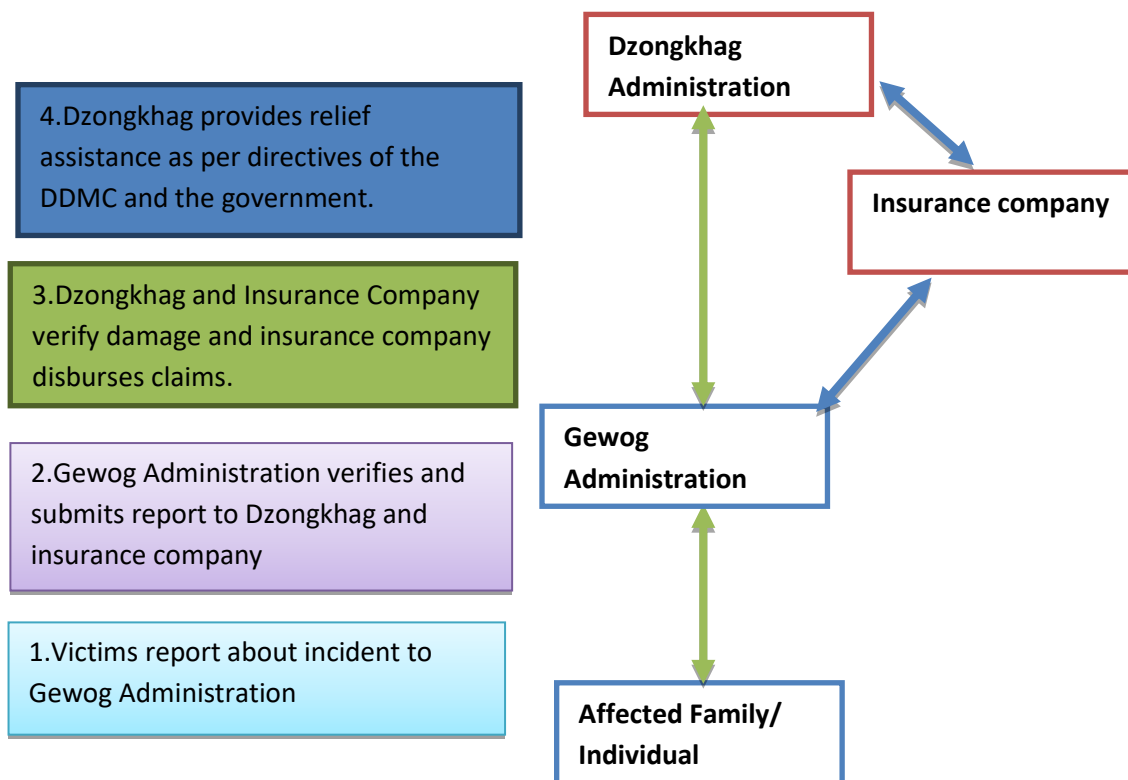 Dzongkhag
Administration
4.Dzongkhag provides relief
assistance as per directives of the
DDMC and the government.
Insurance company
3.Dzongkhag and Insurance Company
verify damage and insurance company
disburses claims.
Gewog
Administration
2.Gewog Administration verifies and
submits report to Dzongkhag and
insurance company
1.Victims report about incident to
Gewog Administration
Affected Family/
Individual